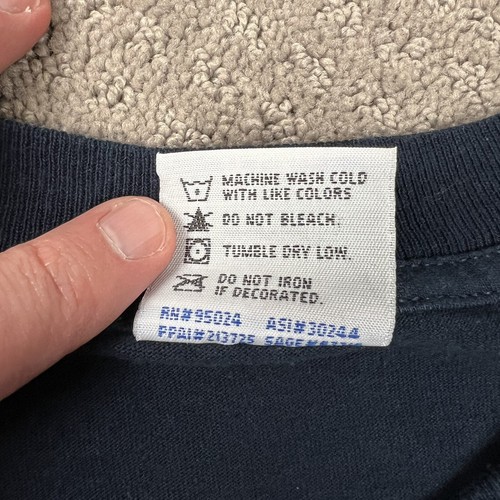 MACHINE WASH COLD
WITH LIKE COLORS
DO NOT BLEACH.
TUMBLE DRY LOW.
DO NOT IRON
IF DECORATED.
RN#95024 ASI#30244
PPAI#213725